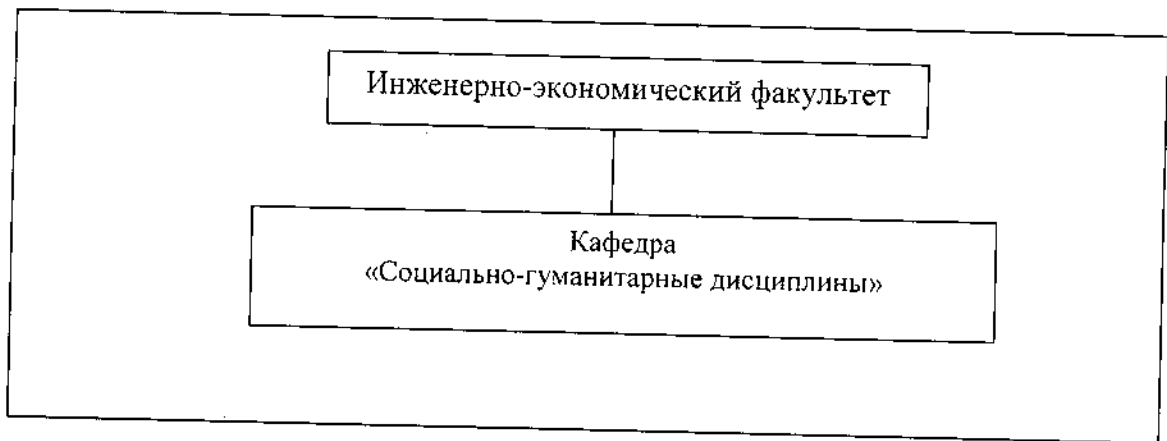 Инженерно-экономический факультет
Кафедра
«Социально-гуманитарные дисциплины»